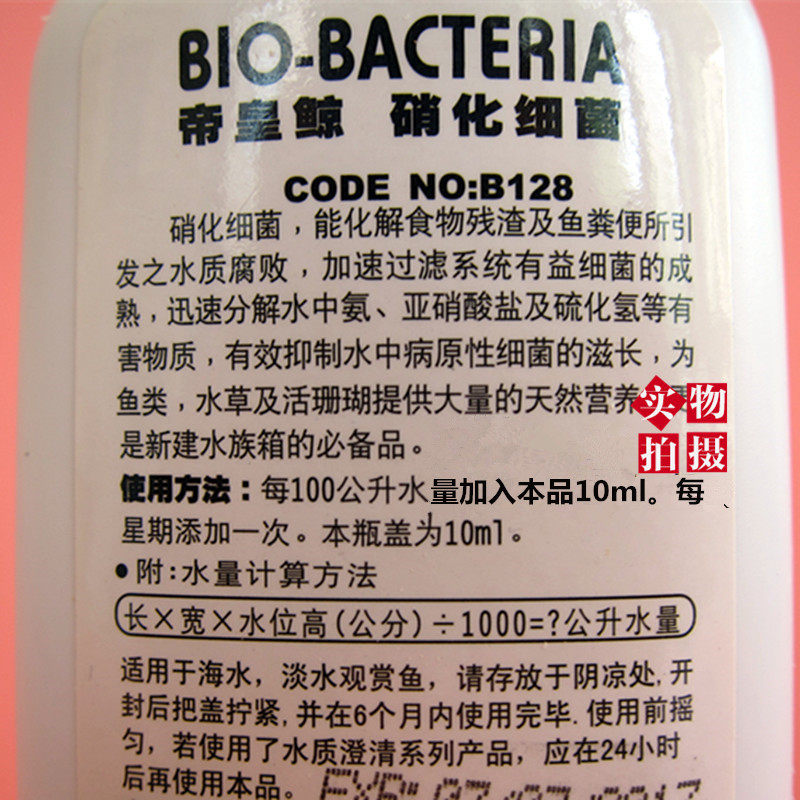 BIO-BACTERIA
帝皇鲸 硝化细菌
CODE NO:B128
硝化细菌，能化解食物残渣及鱼粪便所引
发之水质腐败，加速过滤系统有益细菌的成
熟，迅速分解水中氨、亚硝酸盐及硫化氢等有
害物质，有效抑制水中病原性细菌的滋长，为
鱼类，水草及活珊瑚提供大量的天然营养
实物
拍摄
是新建水族箱的必备品。
使用方法：每100公升水量加入本品10ml。每
星期添加一次。本瓶盖为10ml。
●附:水量计算方法
长×宽×水位高(公分)÷1000=?公升水量
适用于海水，淡水观赏鱼，请存放于阴凉处,开
封后把盖拧紧,并在6个月内使用完毕.使用前摇
匀，若使用了水质澄清系列产品，应在24小时
后再使用本品。